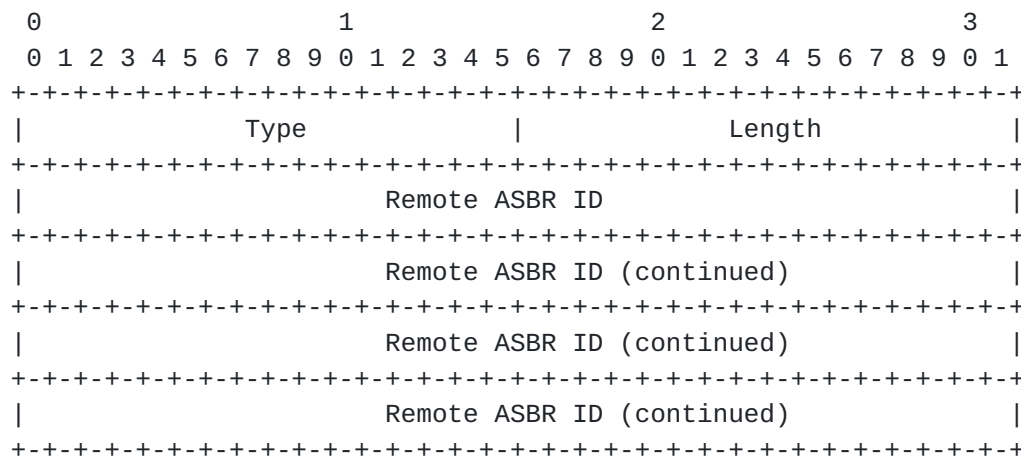 0                   1                   2                   3
 0 1 2 3 4 5 6 7 8 9 0 1 2 3 4 5 6 7 8 9 0 1 2 3 4 5 6 7 8 9 0 1
+-+-+-+-+-+-+-+-+-+-+-+-+-+-+-+-+-+-+-+-+-+-+-+-+-+-+-+-+-+-+-+-+
|              Type             |             Length            |
+-+-+-+-+-+-+-+-+-+-+-+-+-+-+-+-+-+-+-+-+-+-+-+-+-+-+-+-+-+-+-+-+
|                       Remote ASBR ID                          |
+-+-+-+-+-+-+-+-+-+-+-+-+-+-+-+-+-+-+-+-+-+-+-+-+-+-+-+-+-+-+-+-+
|                       Remote ASBR ID (continued)              |
+-+-+-+-+-+-+-+-+-+-+-+-+-+-+-+-+-+-+-+-+-+-+-+-+-+-+-+-+-+-+-+-+
|                       Remote ASBR ID (continued)              |
+-+-+-+-+-+-+-+-+-+-+-+-+-+-+-+-+-+-+-+-+-+-+-+-+-+-+-+-+-+-+-+-+
|                       Remote ASBR ID (continued)              |
+-+-+-+-+-+-+-+-+-+-+-+-+-+-+-+-+-+-+-+-+-+-+-+-+-+-+-+-+-+-+-+-+